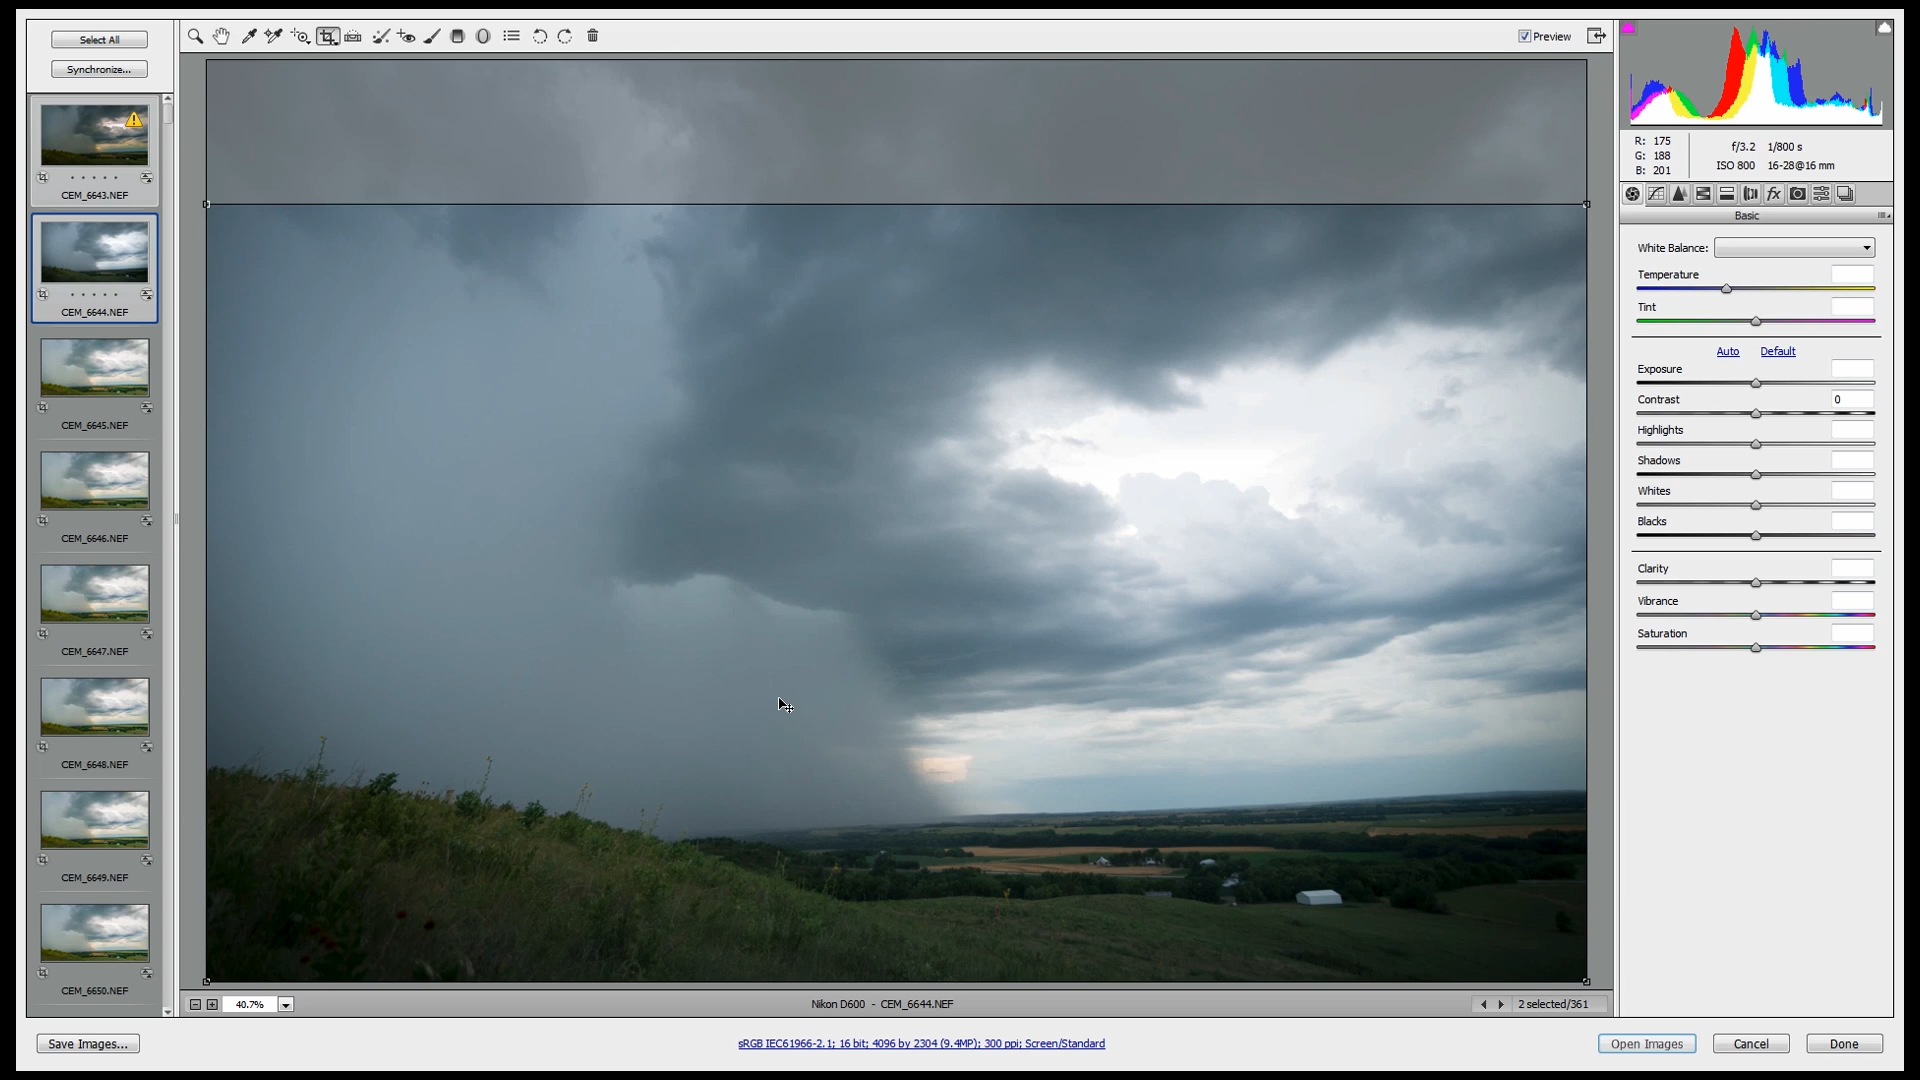 Select All
Synchronize...
CEM_6643.NEF
CEM_6644.NEF
CEM_6645.NEF
CEM_6646.NEF
CEM_6647.NEF
CEM_6648.NEF
CEM_6649.NEF
CEM_6650.NEF
Save Images...
Preview
40.7%
Nikon D600 - CEM_6644.NEF
2 selected/361
sRGB IEC61966-2.1; 16 bit; 4096 by 2304 (9.4MP); 300 ppi; Screen/Standard
R: 175
G: 188
B: 201
f/3.2 1/800 s
ISO 800 16-28@16 mm
fx
Basic
White Balance:
Temperature
Tint
Auto Default
Exposure
Contrast 0
Highlights
Shadows
Whites
Blacks
Clarity
Vibrance
Saturation
Open Images
Cancel
Done